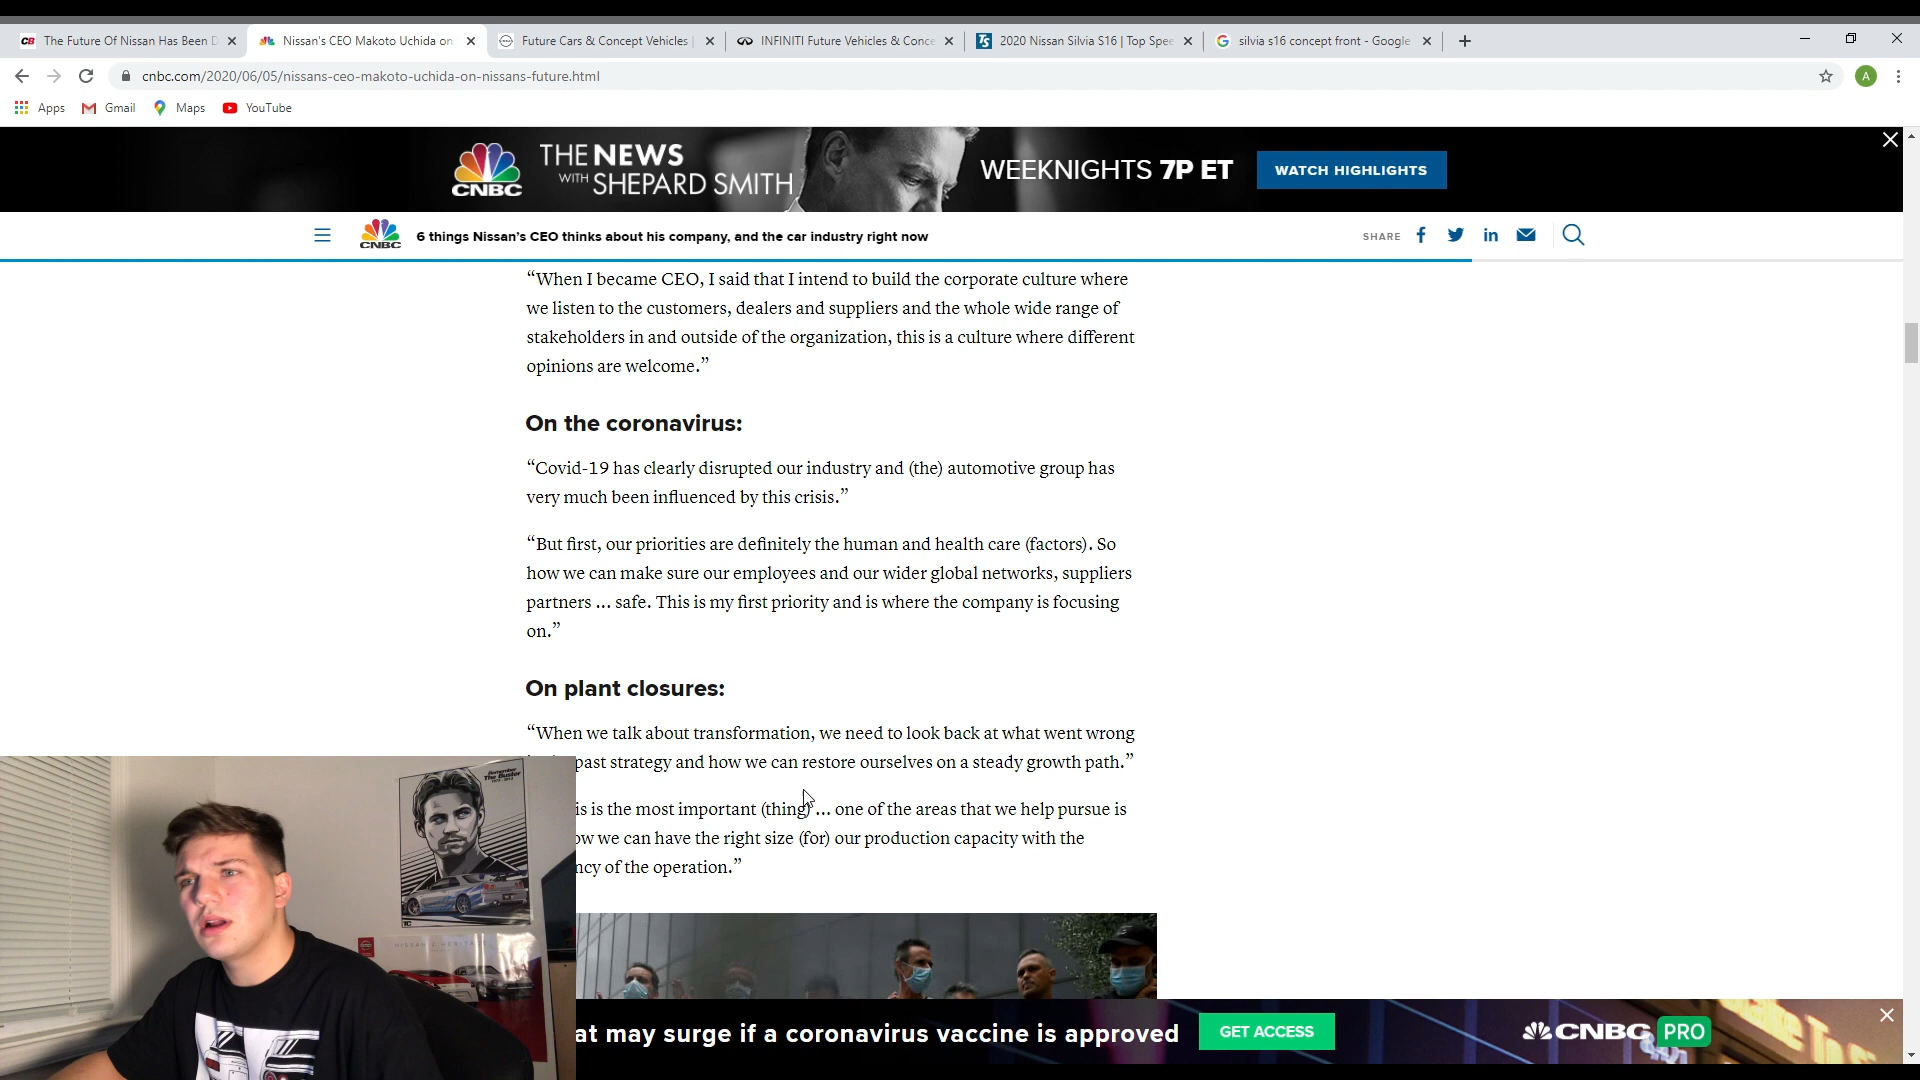 The Future Of Nissan Has Been D
Nissan's CEO Makoto Uchida on
Future Cars & Concept Vehicles |
INFINITI Future Vehicles & Conce
TS 2020 Nissan Silvia S16 | Top Spee
silvia s16 concept front - Google
cnbc.com/2020/06/05/nissans-ceo-makoto-uchida-on-nissans-future.html
A
Apps Gmail Maps YouTube
CNBC
THE NEWS
WITH SHEPARD SMITH
WEEKNIGHTS 7P ET
WATCH HIGHLIGHTS
CNBC
6 things Nissan’s CEO thinks about his company, and the car industry right now
SHARE
“When I became CEO, I said that I intend to build the corporate culture where
we listen to the customers, dealers and suppliers and the whole wide range of
stakeholders in and outside of the organization, this is a culture where different
opinions are welcome.”
On the coronavirus:
“Covid-19 has clearly disrupted our industry and (the) automotive group has
very much been influenced by this crisis.”
“But first, our priorities are definitely the human and health care (factors). So
how we can make sure our employees and our wider global networks, suppliers
partners ... safe. This is my first priority and is where the company is focusing
on.”
On plant closures:
“When we talk about transformation, we need to look back at what went wrong
past strategy and how we can restore ourselves on a steady growth path.”
is is the most important (thing) ... one of the areas that we help pursue is
ow we can have the right size (for) our production capacity with the
ncy of the operation.”
Remember
The Buster
at may surge if a coronavirus vaccine is approved
GET ACCESS
CNBC PRO